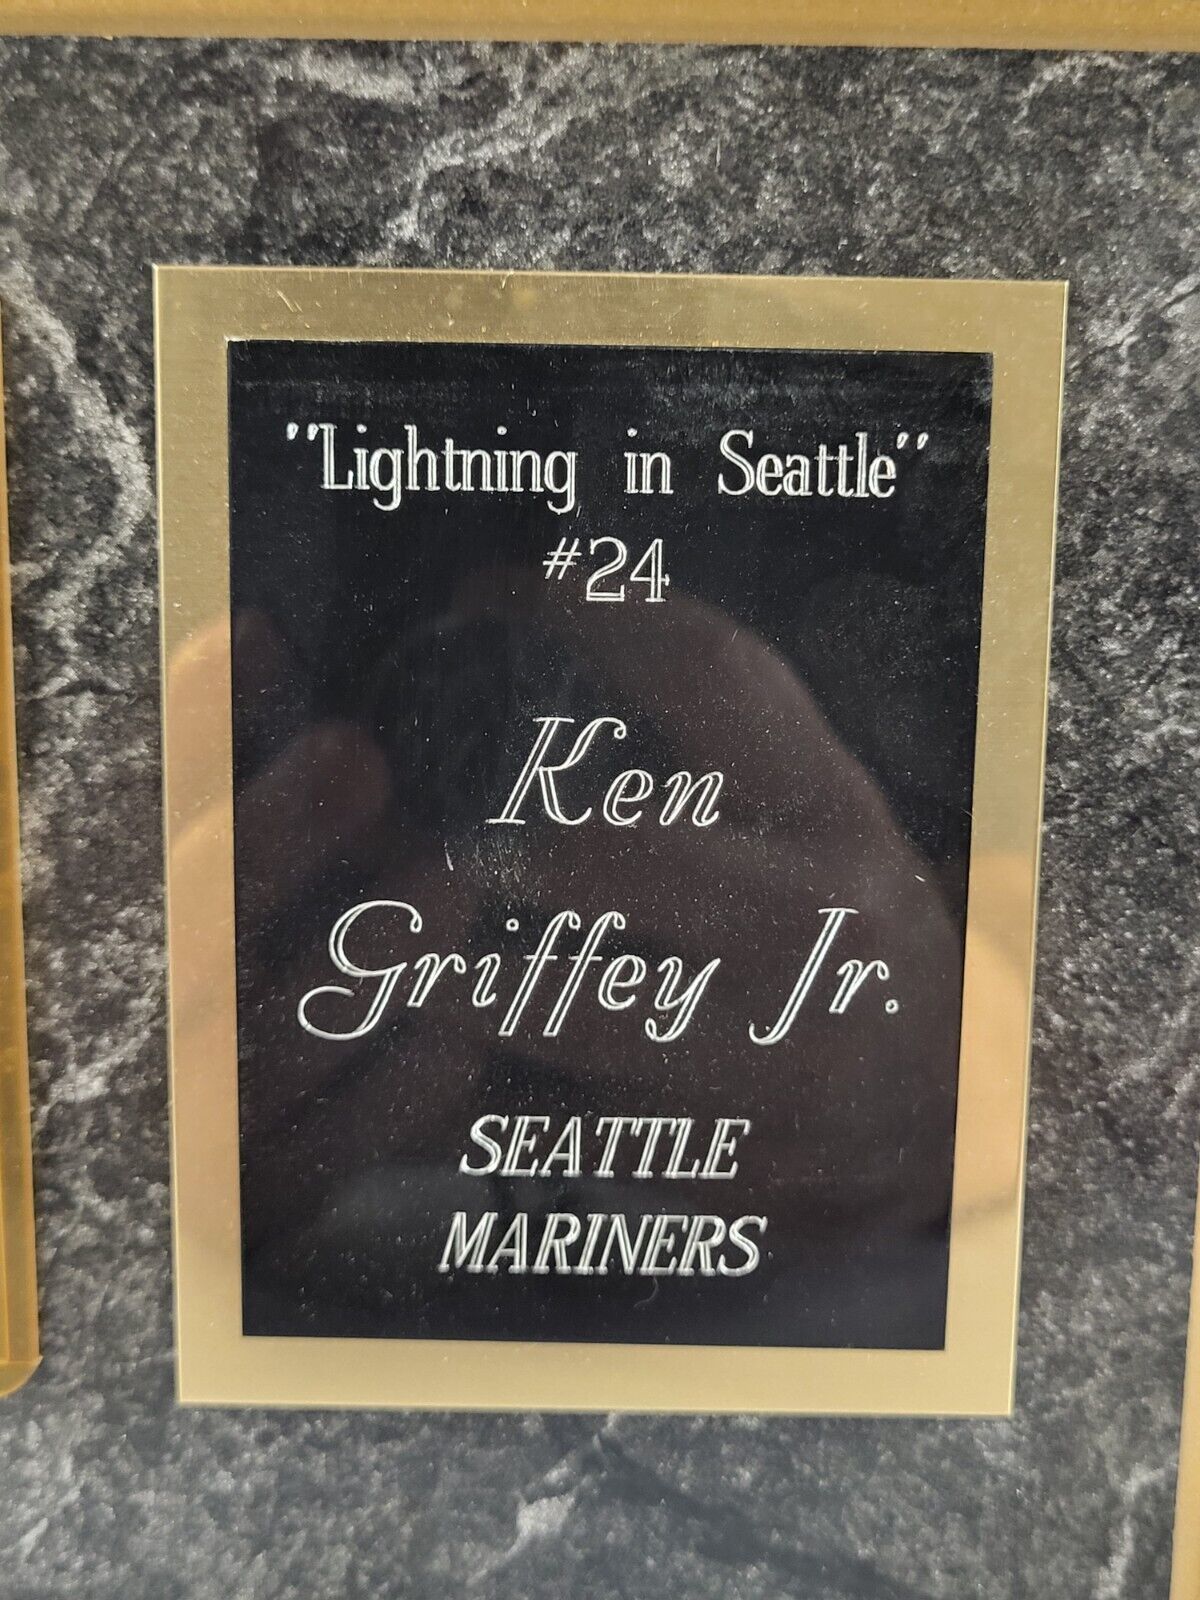 "Lightning in Seattle"
#24
Ken
Griffey Jr.
SEATTLE
MARINERS